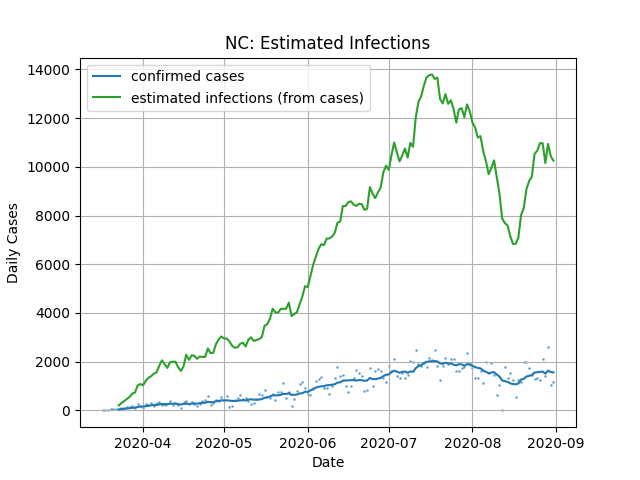 NC: Estimated Infections
confirmed cases
estimated infections (from cases)
14000
12000
10000
8000
6000
4000
2000
0
Daily Cases
2020-04
2020-05
2020-06
2020-07
2020-08
2020-09
Date